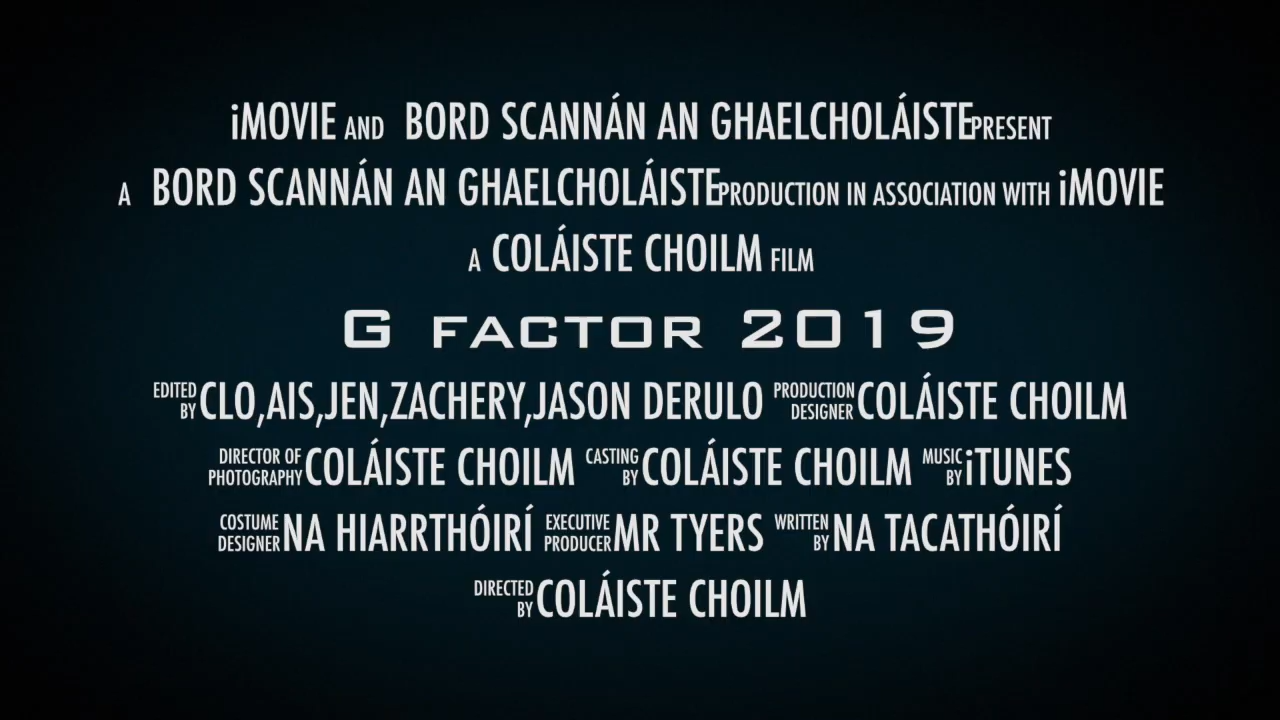 iMOVIE AND BORD SCANNÁN AN GHAELCHOLÁISTE PRESENT
A BORD SCANNÁN AN GHAELCHOLÁISTE PRODUCTION IN ASSOCIATION WITH iMOVIE
A COLÁISTE CHOILM FILM
G FACTOR 2019
EDITED BY CLO,AIS,JEN,ZACHERY,JASON DERULO PRODUCTION DESIGNER COLÁISTE CHOILM
DIRECTOR OF PHOTOGRAPHY COLÁISTE CHOILM CASTING BY COLÁISTE CHOILM MUSIC BY iTUNES
COSTUME DESIGNER NA HIARRTHÓIRÍ EXECUTIVE PRODUCER MR TYERS WRITTEN BY NA TACATHÓIRÍ
DIRECTED BY COLÁISTE CHOILM